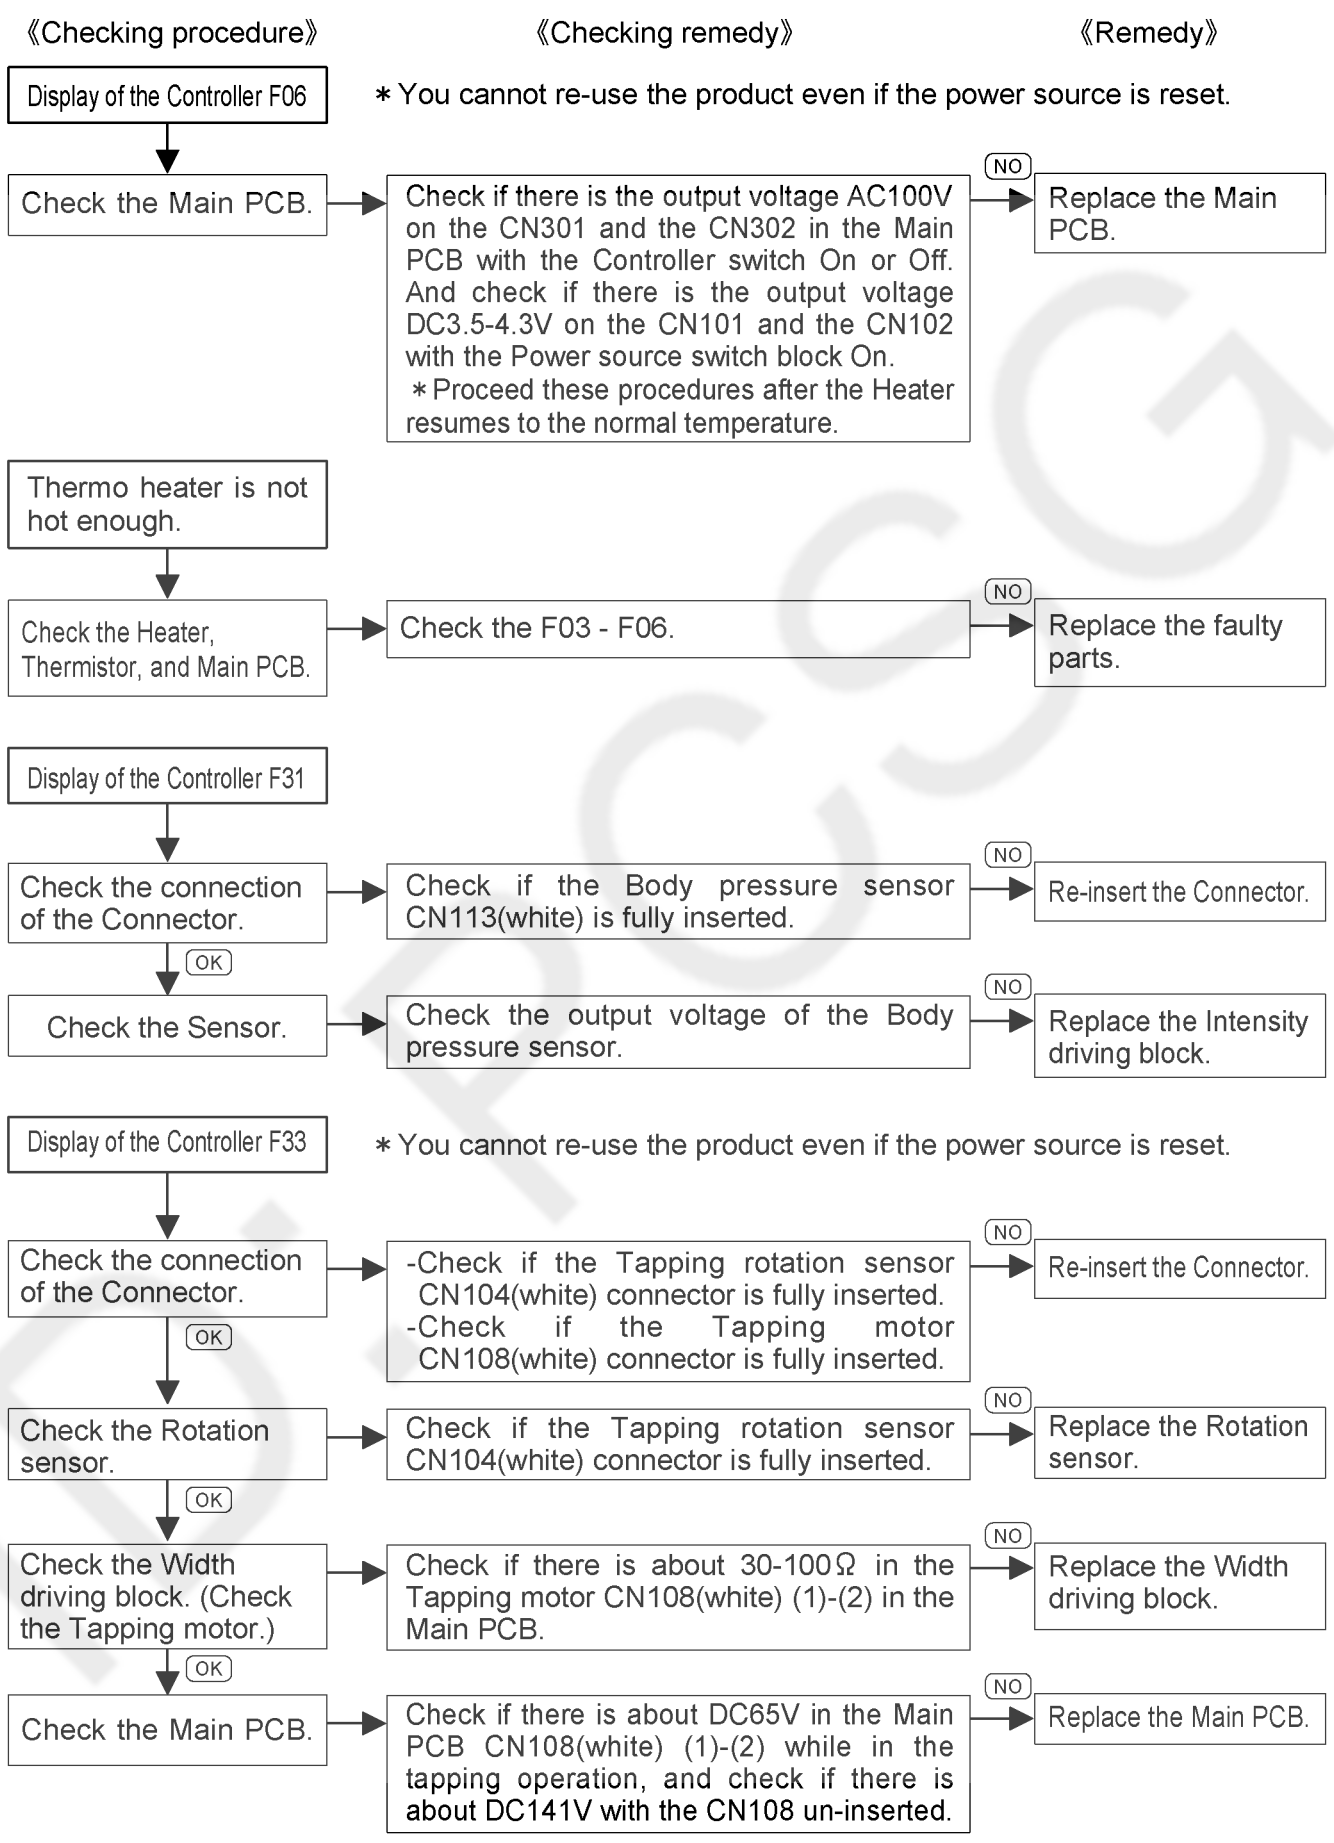 《Checking procedure》 《Checking remedy》 《Remedy》
Display of the Controller F06
* You cannot re-use the product even if the power source is reset.
Check the Main PCB.
Check if there is the output voltage AC100V
on the CN301 and the CN302 in the Main
PCB with the Controller switch On or Off.
And check if there is the output voltage
DC3.5-4.3V on the CN101 and the CN102
with the Power source switch block On.
* Proceed these procedures after the Heater
resumes to the normal temperature.
NO
Replace the Main
PCB.
Thermo heater is not
hot enough.
Check the Heater,
Thermistor, and Main PCB.
Check the F03 - F06.
NO
Replace the faulty
parts.
Display of the Controller F31
Check the connection
of the Connector.
Check if the Body pressure sensor
CN113(white) is fully inserted.
NO
Re-insert the Connector.
OK
Check the Sensor.
Check the output voltage of the Body
pressure sensor.
NO
Replace the Intensity
driving block.
Display of the Controller F33
* You cannot re-use the product even if the power source is reset.
Check the connection
of the Connector.
-Check if the Tapping rotation sensor
CN104(white) connector is fully inserted.
-Check if the Tapping motor
CN108(white) connector is fully inserted.
NO
Re-insert the Connector.
OK
Check the Rotation
sensor.
Check if the Tapping rotation sensor
CN104(white) connector is fully inserted.
NO
Replace the Rotation
sensor.
OK
Check the Width
driving block. (Check
the Tapping motor.)
Check if there is about 30-100Ω in the
Tapping motor CN108(white) (1)-(2) in the
Main PCB.
NO
Replace the Width
driving block.
OK
Check the Main PCB.
Check if there is about DC65V in the Main
PCB CN108(white) (1)-(2) while in the
tapping operation, and check if there is
about DC141V with the CN108 un-inserted.
NO
Replace the Main PCB.
ID: PCSG